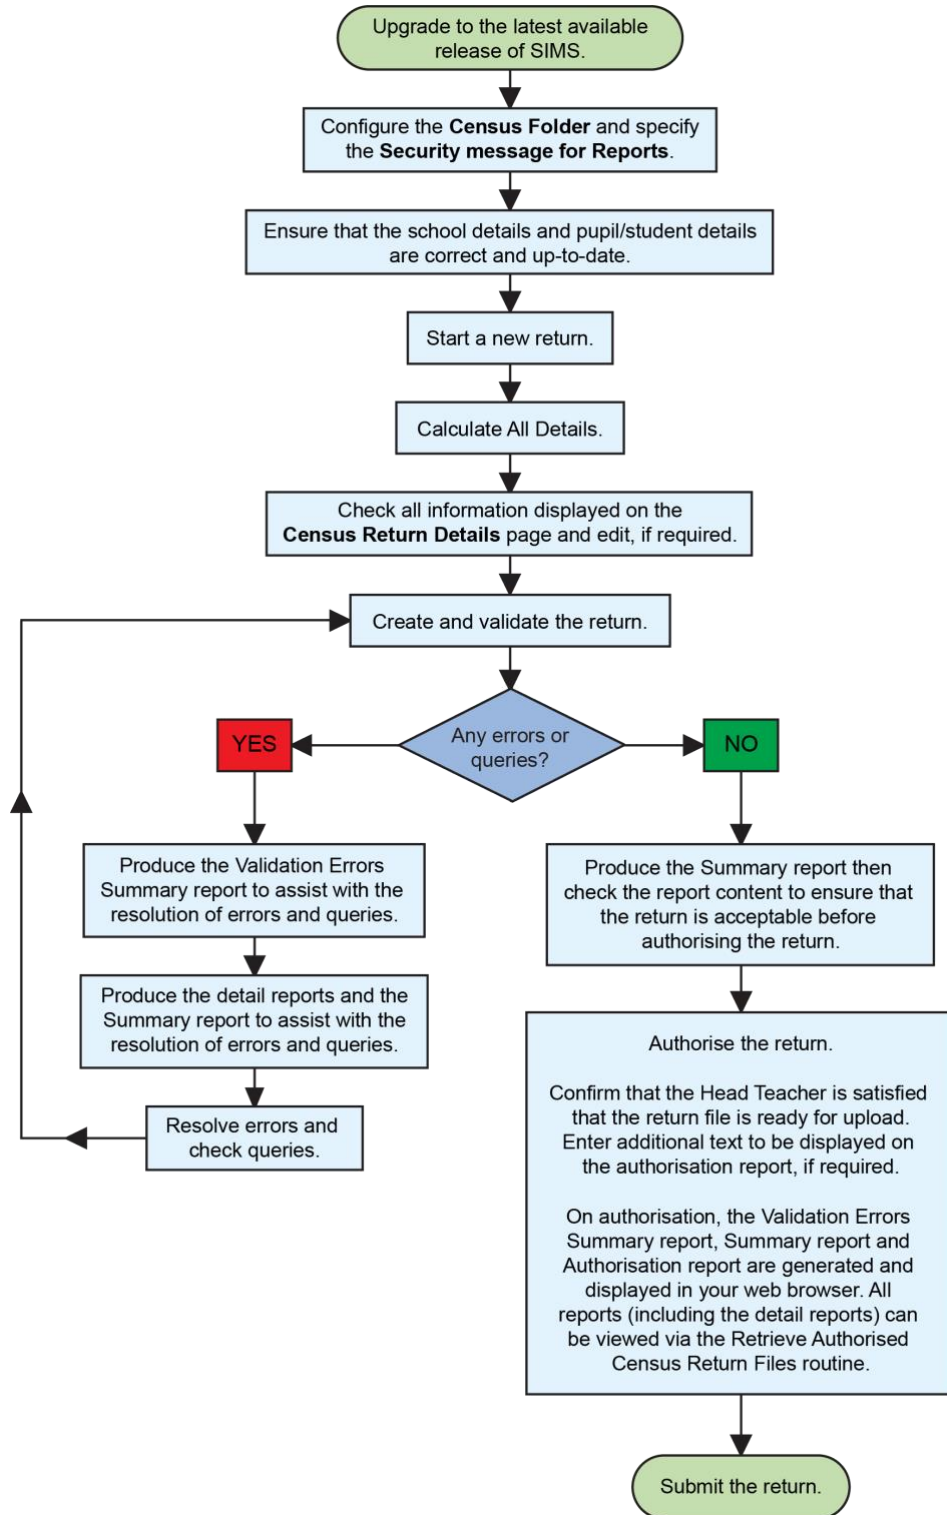 Upgrade to the latest available
release of SIMS.
Configure the Census Folder and specify
the Security message for Reports.
Ensure that the school details and pupil/student details
are correct and up-to-date.
Start a new return.
Calculate All Details.
Check all information displayed on the
Census Return Details page and edit, if required.
Create and validate the return.
Any errors or
queries?
YES
NO
Produce the Validation Errors
Summary report to assist with the
resolution of errors and queries.
Produce the detail reports and the
Summary report to assist with the
resolution of errors and queries.
Resolve errors and
check queries.
Produce the Summary report then
check the report content to ensure that
the return is acceptable before
authorising the return.
Authorise the return.
Confirm that the Head Teacher is satisfied
that the return file is ready for upload.
Enter additional text to be displayed on
the authorisation report, if required.
On authorisation, the Validation Errors
Summary report, Summary report and
Authorisation report are generated and
displayed in your web browser. All
reports (including the detail reports) can
be viewed via the Retrieve Authorised
Census Return Files routine.
Submit the return.